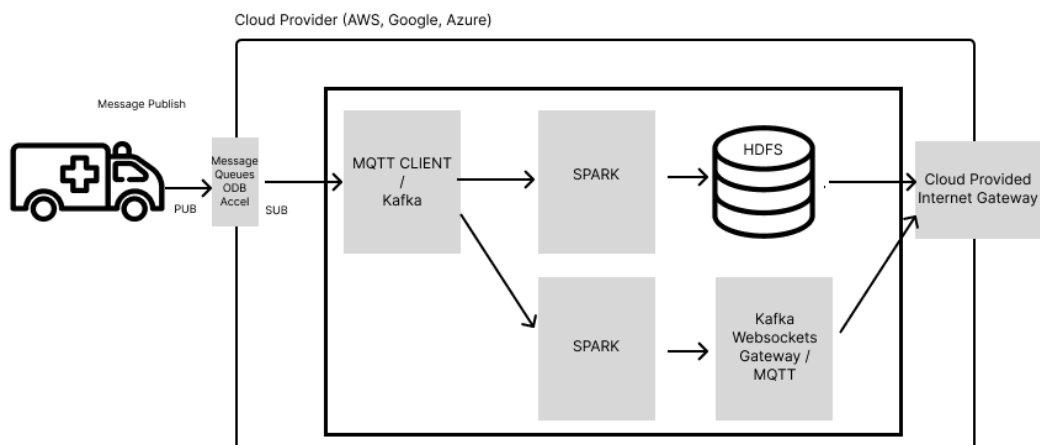 Cloud Provider (AWS, Google, Azure)
Message Publish
PUB
Message
Queues
ODB
Accel
SUB
MQTT CLIENT
/
Kafka
SPARK
HDFS
Cloud Provided
Internet Gateway
SPARK
Kafka
Websockets
Gateway /
MQTT